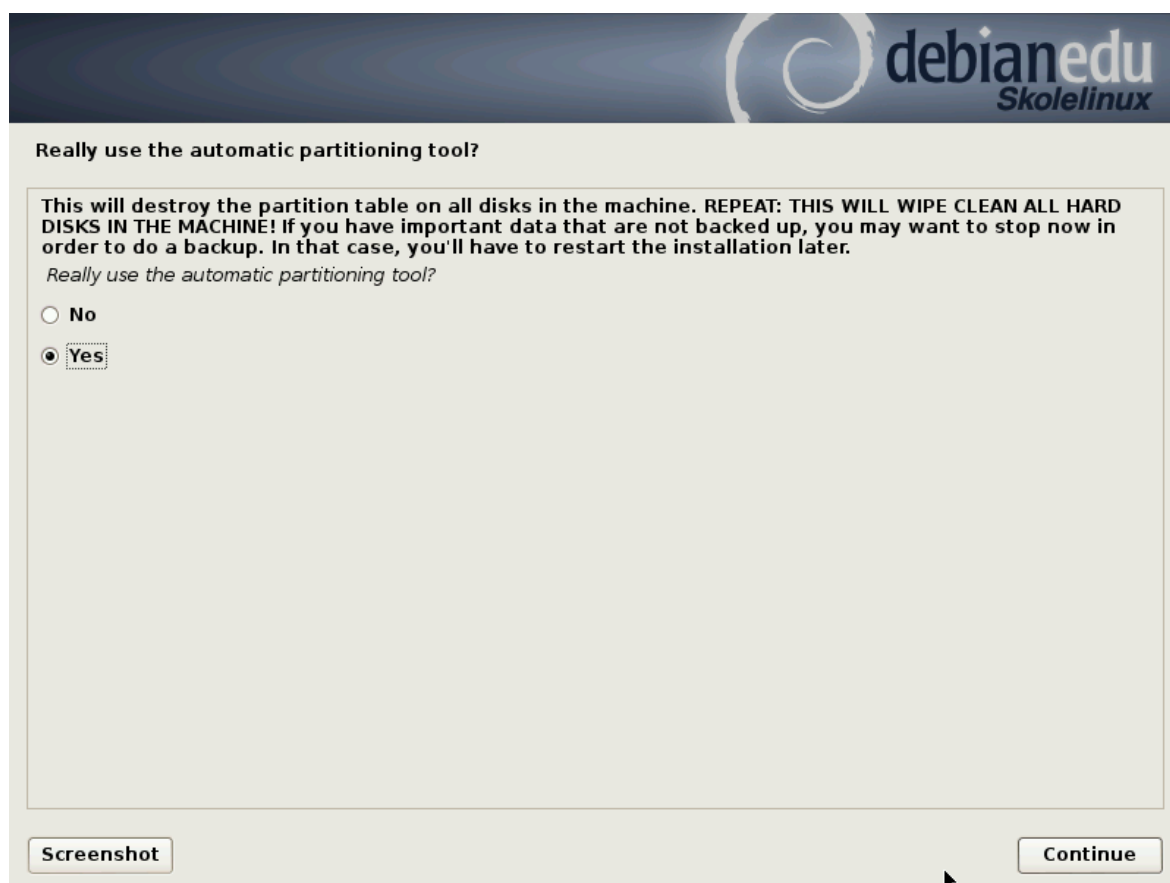 debianedu
Skolelinux
Really use the automatic partitioning tool?
This will destroy the partition table on all disks in the machine. REPEAT: THIS WILL WIPE CLEAN ALL HARD
DISKS IN THE MACHINE! If you have important data that are not backed up, you may want to stop now in
order to do a backup. In that case, you'll have to restart the installation later.
Really use the automatic partitioning tool?
No
Yes
Screenshot
Continue